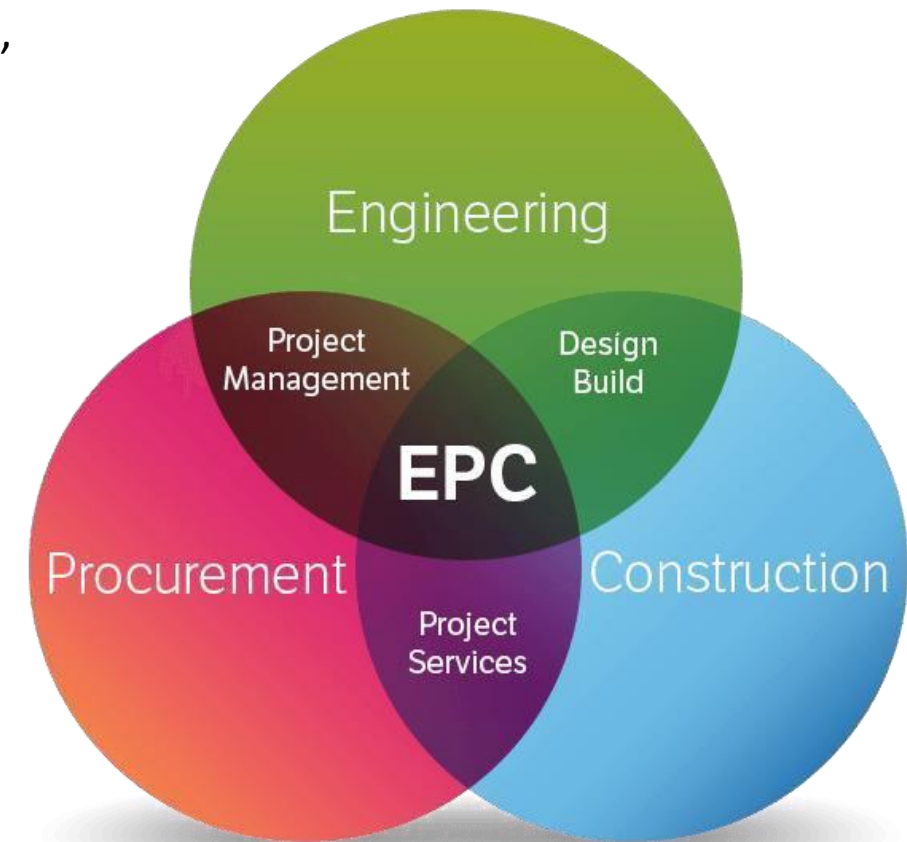 ,
Engineering
Project
Management
Design
Build
EPC
Procurement
Construction
Project
Services